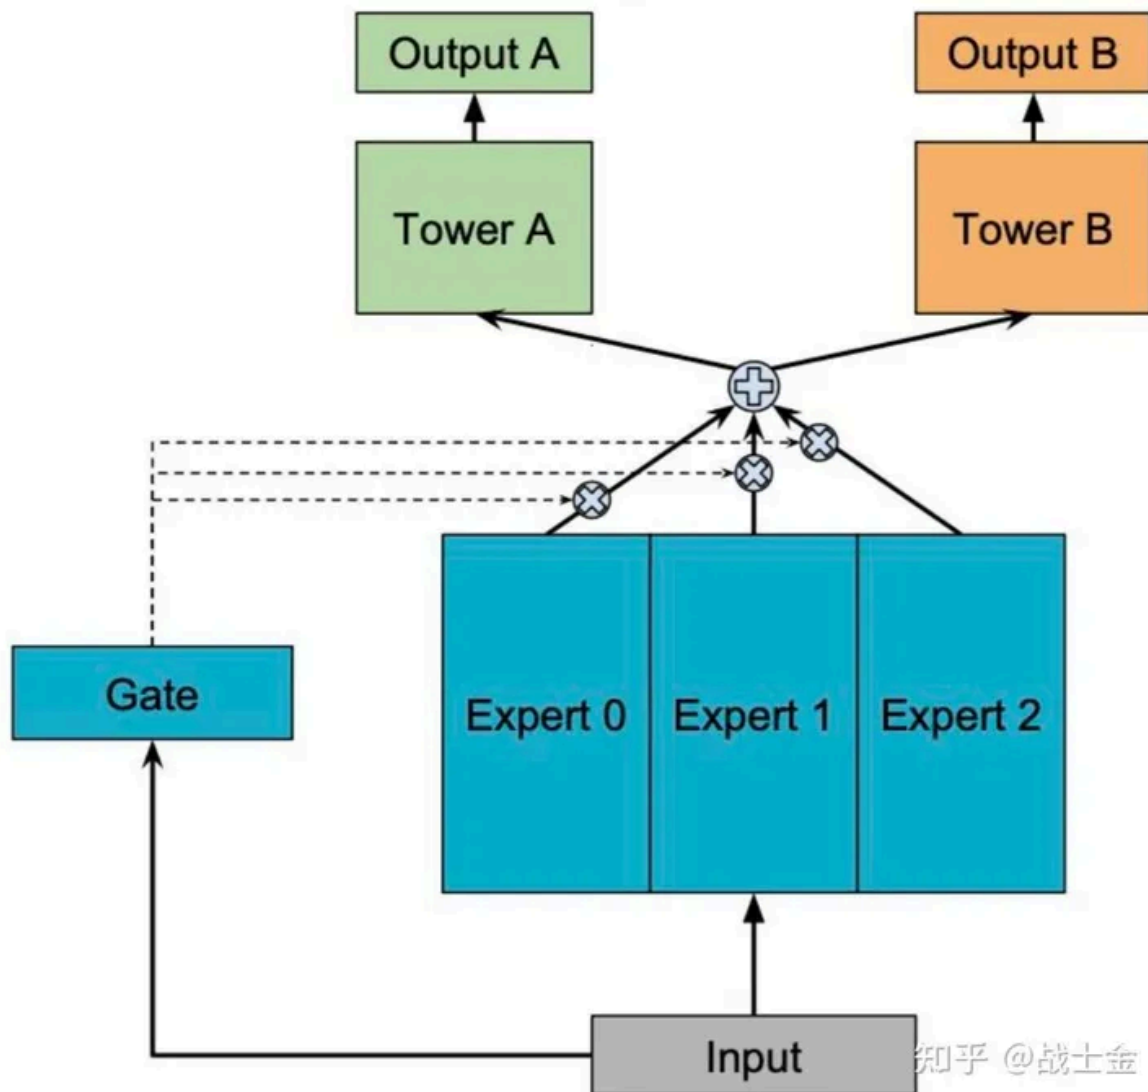 Output A
Output B
Tower A
Tower B
Gate
Expert 0
Expert 1
Expert 2
Input
知乎 @战士金